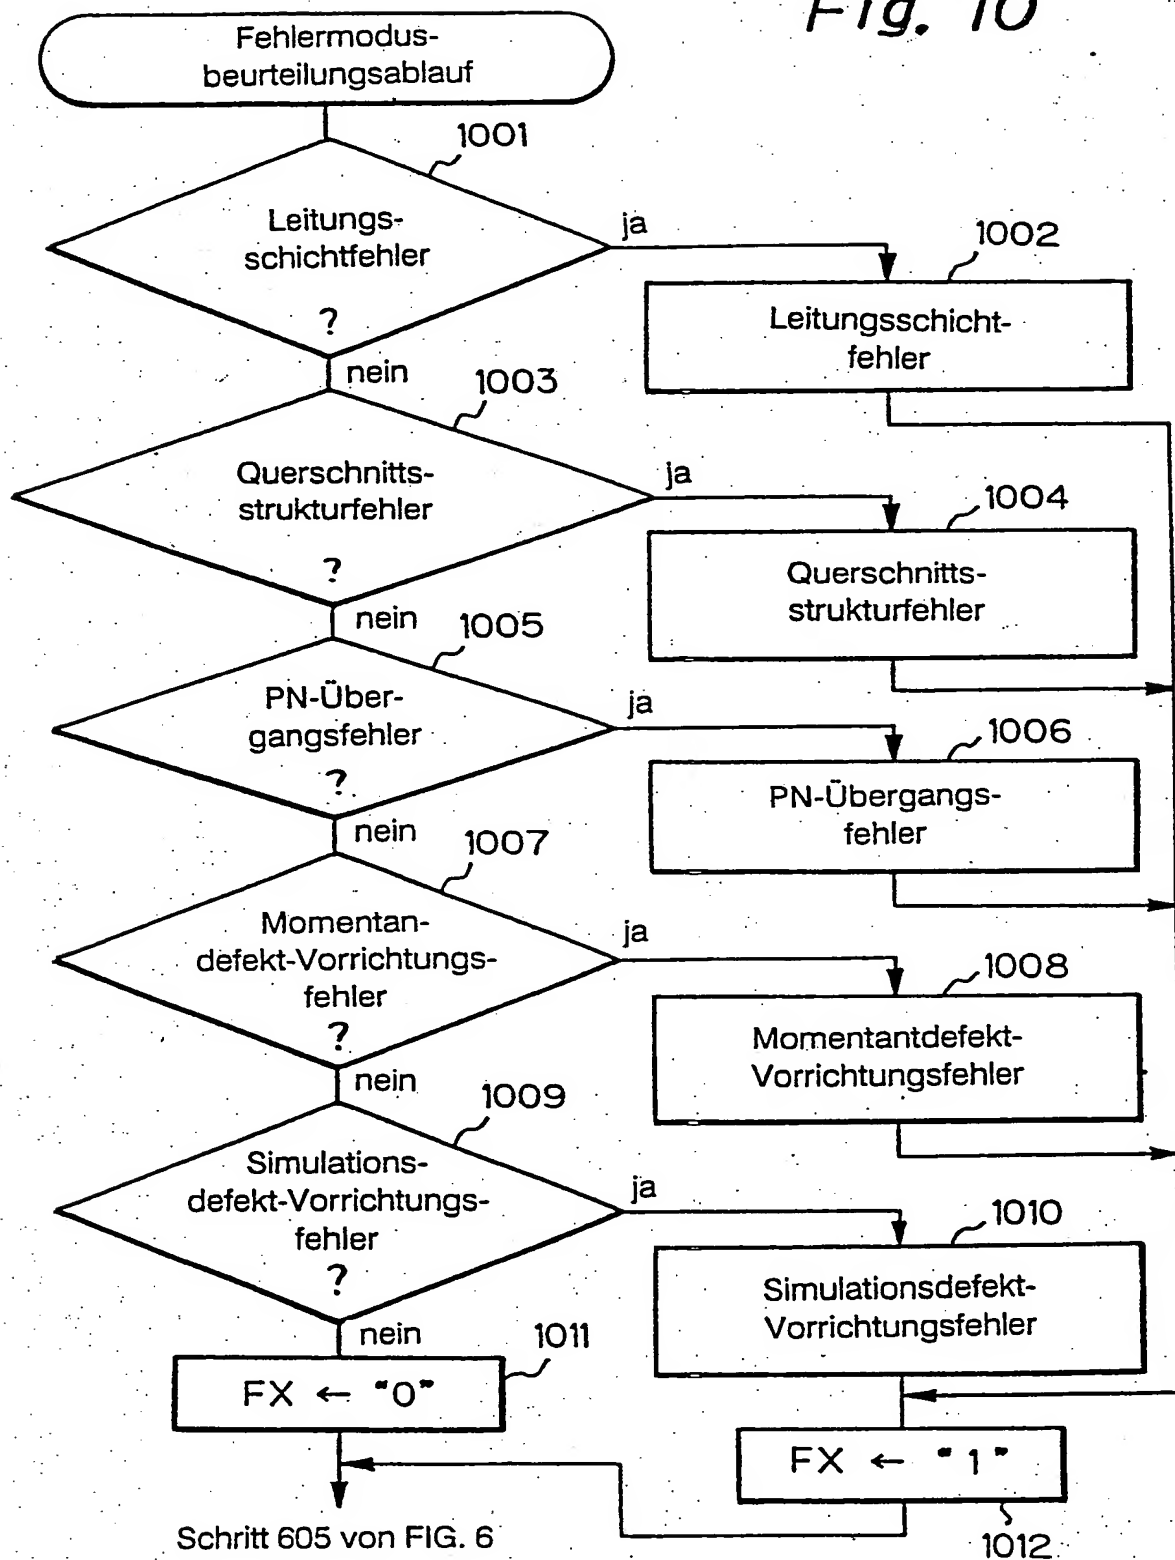 Fig. 10
Fehlermodus-
beurteilungsablauf
1001
Leitungs-
schichtfehler
?
ja
nein
1002
Leitungsschicht-
fehler
1003
Querschnitts-
strukturfehler
?
ja
nein
1004
Querschnitts-
strukturfehler
1005
PN-Über-
gangsfehler
?
ja
nein
1006
PN-Übergangs-
fehler
1007
Momentan-
defekt-Vorrichtungs-
fehler
?
ja
nein
1008
Momentantdefekt-
Vorrichtungsfehler
1009
Simulations-
defekt-Vorrichtungs-
fehler
?
ja
nein
1010
Simulationsdefekt-
Vorrichtungsfehler
1011
FX ← "0"
FX ← "1"
1012
Schritt 605 von FIG. 6